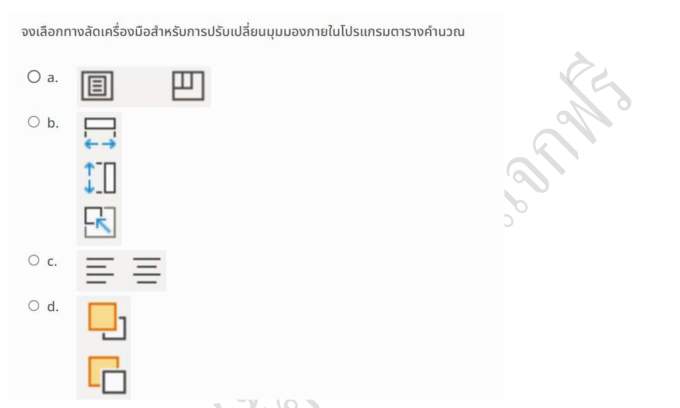 จงเลือกทางลัดเครื่องมือสำหรับการปรับเปลี่ยนมุมมองภายในโปรแกรมตารางคำนวณ
a.
b.
c.
d.